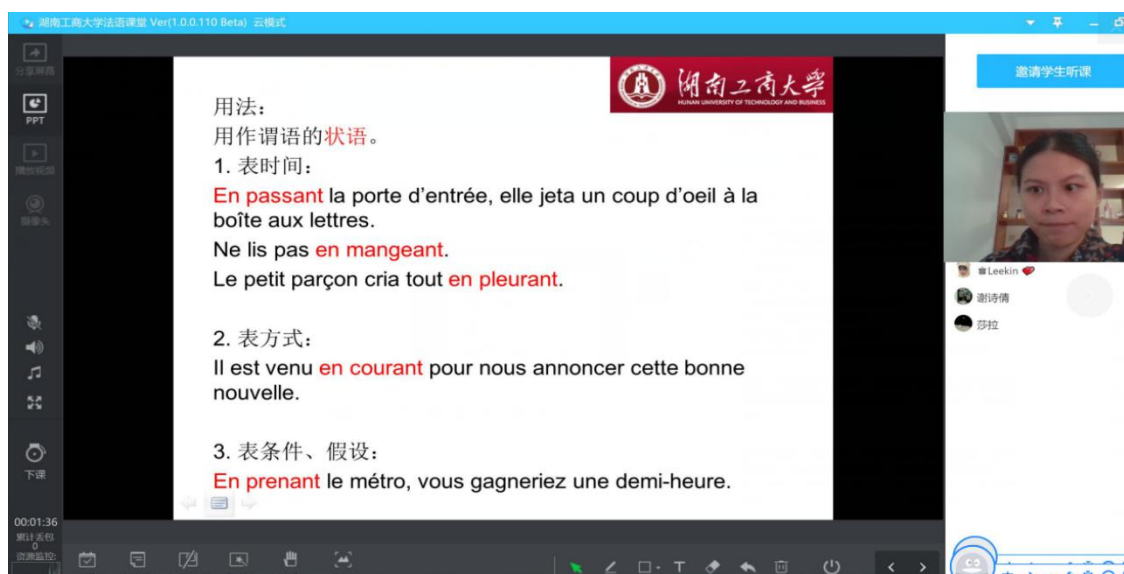 湖南工商大学法语课堂 Ver(1.0.0.110 Beta) 云模式
分享屏幕
PPT
播放视频
摄像头
下课
00:01:36
累计丢包
0
资源监控:
湖南工商大学
HUNAN UNIVERSITY OF TECHNOLOGY AND BUSINESS
用法：
用作谓语的状语。
1. 表时间：
En passant la porte d'entrée, elle jeta un coup d'oeil à la
boîte aux lettres.
Ne lis pas en mangeant.
Le petit parçon cria tout en pleurant.
2. 表方式：
Il est venu en courant pour nous annoncer cette bonne
nouvelle.
3. 表条件、假设：
En prenant le métro, vous gagneriez une demi-heure.
邀请学生听课
Leekin
谢诗倩
莎拉